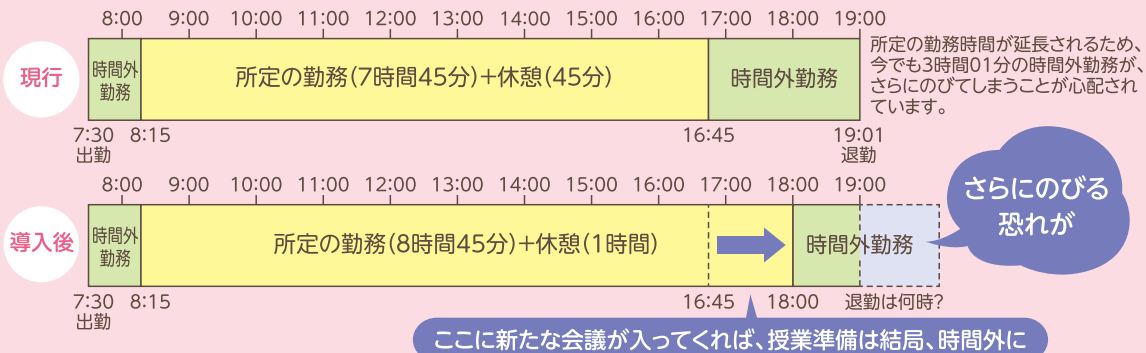 8:00 9:00 10:00 11:00 12:00 13:00 14:00 15:00 16:00 17:00 18:00 19:00
現行
時間外
勤務
所定の勤務(7時間45分)+休憩(45分)
時間外勤務
7:30
出勤
8:15
16:45
19:01
退勤
所定の勤務時間が延長されるため、
今でも3時間01分の時間外勤務が、
さらにのびてしまうことが心配され
ています。
8:00 9:00 10:00 11:00 12:00 13:00 14:00 15:00 16:00 17:00 18:00 19:00
導入後
時間外
勤務
所定の勤務(8時間45分)+休憩(1時間)
時間外勤務
さらにのびる
恐れが
7:30
出勤
8:15
16:45
18:00
退勤は何時?
ここに新たな会議が入ってくれば、授業準備は結局、時間外に